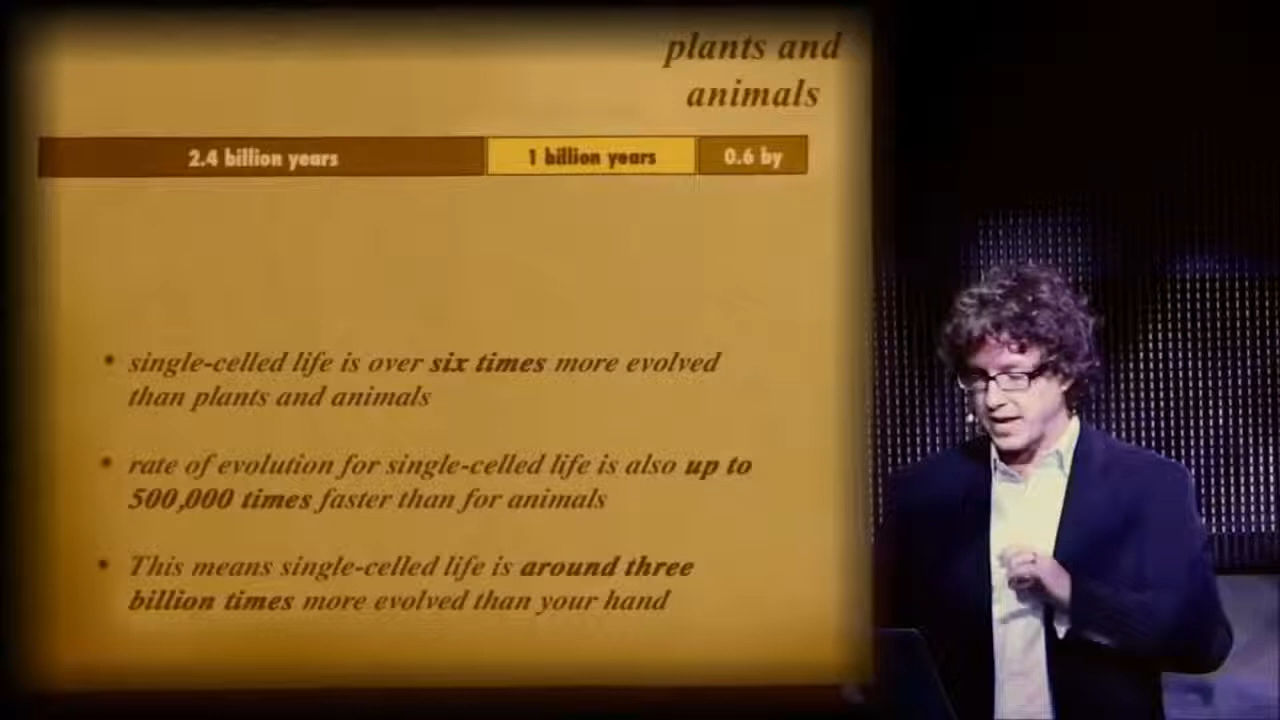 plants and
animals
2.4 billion years 1 billion years 0.6 by
• single-celled life is over six times more evolved
than plants and animals
• rate of evolution for single-celled life is also up to
500,000 times faster than for animals
• This means single-celled life is around three
billion times more evolved than your hand